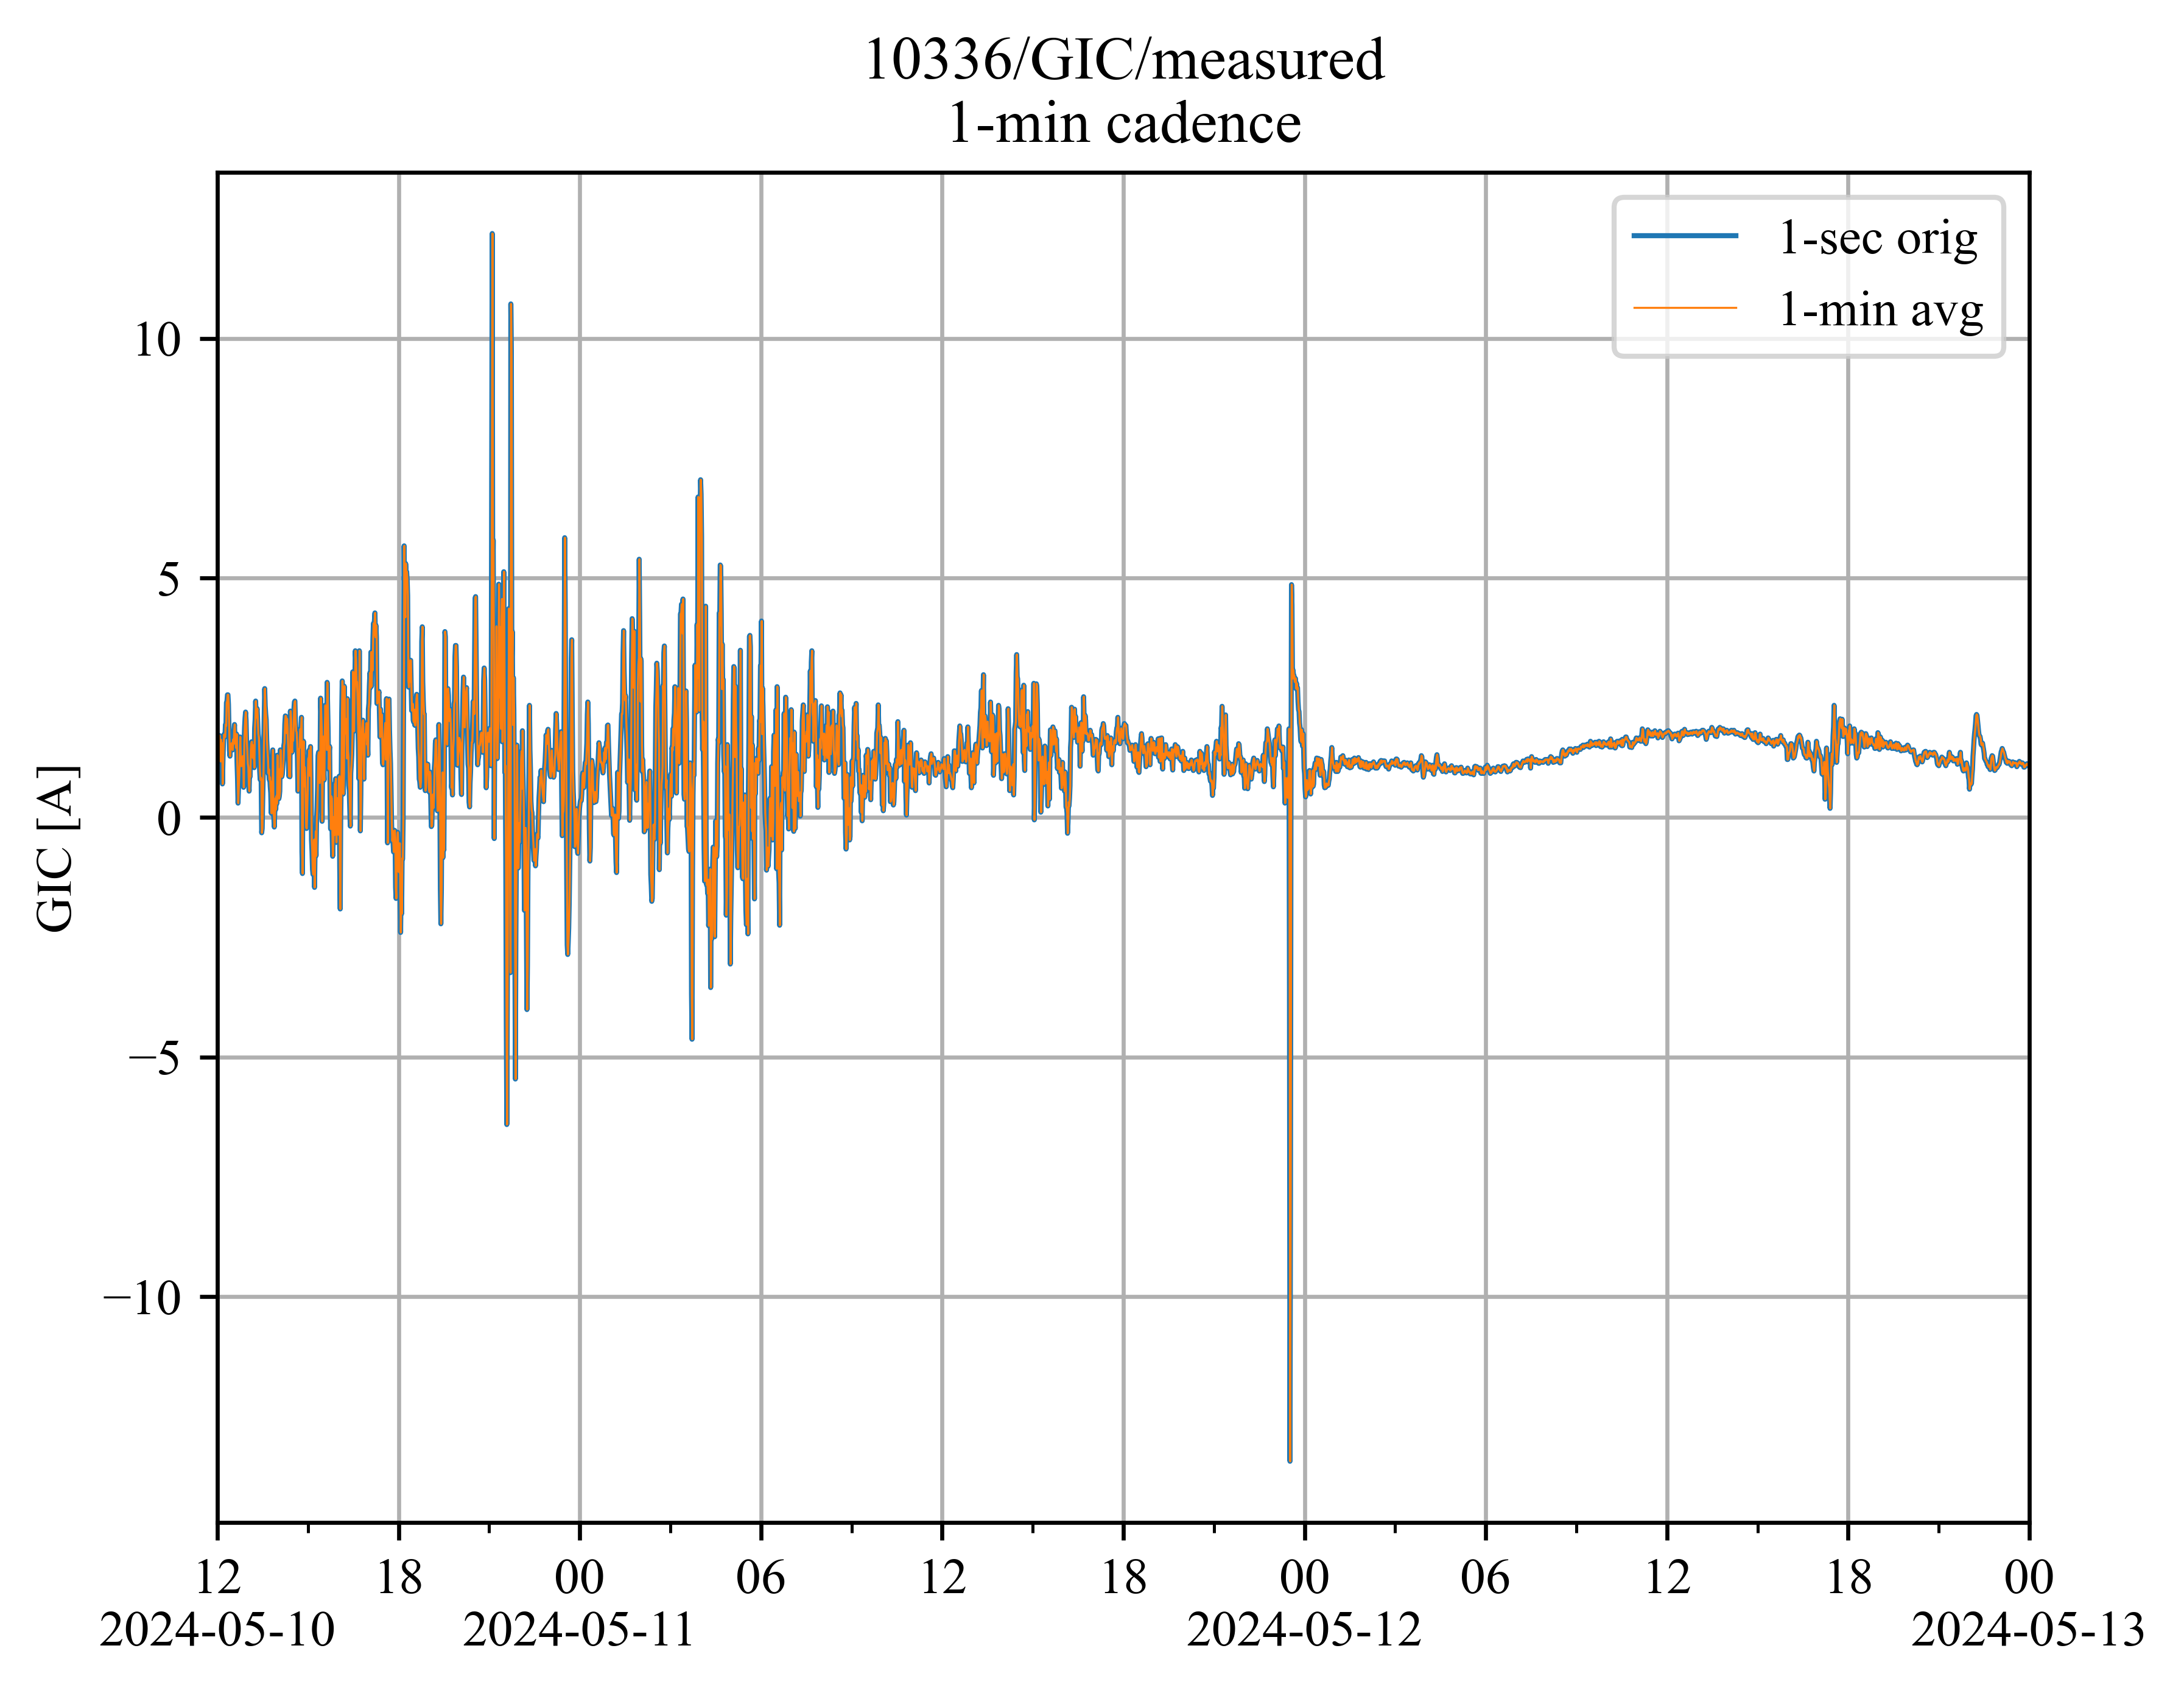 10336/GIC/measured
1-min cadence
1-sec orig
1-min avg
GIC [A]
10
5
0
−5
−10
12 18 00 06 12 18 00 06 12 18 00
2024-05-10 2024-05-11 2024-05-12 2024-05-13